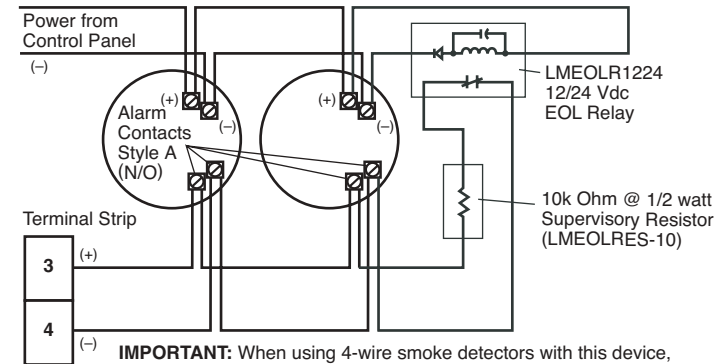 Power from
Control Panel
(–)
(+)
(–)
(+)
(–)
Alarm
Contacts
Style A
(N/O)
LMEOLR1224
12/24 Vdc
EOL Relay
10k Ohm @ 1/2 watt
Supervisory Resistor
(LMEOLRES-10)
Terminal Strip
3
(+)
4
(–)
IMPORTANT: When using 4-wire smoke detectors with this device,